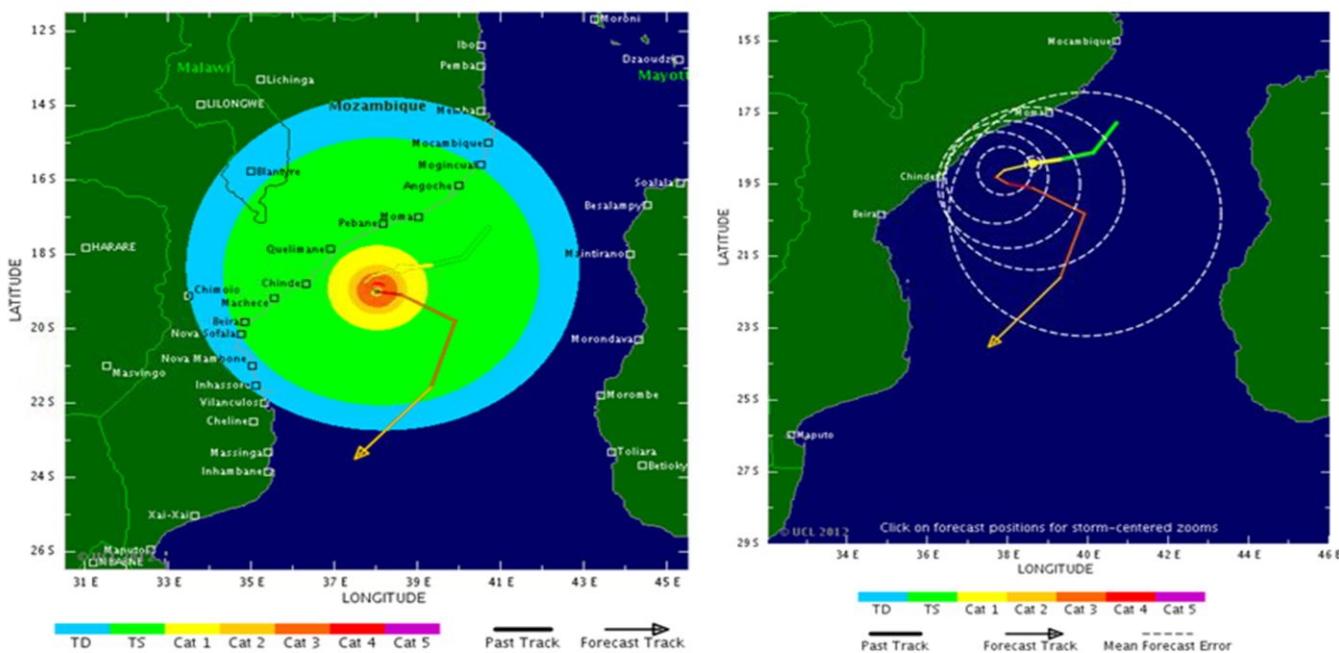 12 S
14 S
16 S
18 S
20 S
22 S
24 S
26 S
LATITUDE
Moroni
Ibo
Dzaoudzi
Malawi
Pemba
Mayott
Lichinga
LILONGWE
Mozambique
Memba
Mocambique
Blantyre
Mogincual
Soalala
Angoche
Besalampy
Moma
Pebane
HARARE
Quelimane
Maintirano
Chinde
Chimoio
Machece
Beira
Nova Sofala
Morondava
Nova Mambone
Masvingo
Inhassoru
Morombe
Vilanculos
Cheline
Massinga
Toliara
Inhambane
Betioky
Xai-Xai
Maputo
31 E 33 E 35 E 37 E 39 E 41 E 43 E 45 E
LONGITUDE
TD TS Cat 1 Cat 2 Cat 3 Cat 4 Cat 5
Past Track Forecast Track
15 S
17 S
19 S
21 S
23 S
25 S
27 S
29 S
LATITUDE
Mocambique
Moma
Chinde
Beira
Maputo
© UCL 2012
Click on forecast positions for storm-centered zooms
34 E 36 E 38 E 40 E 42 E 44 E 46 E
LONGITUDE
TD TS Cat 1 Cat 2 Cat 3 Cat 4 Cat 5
Past Track Forecast Track Mean Forecast Error